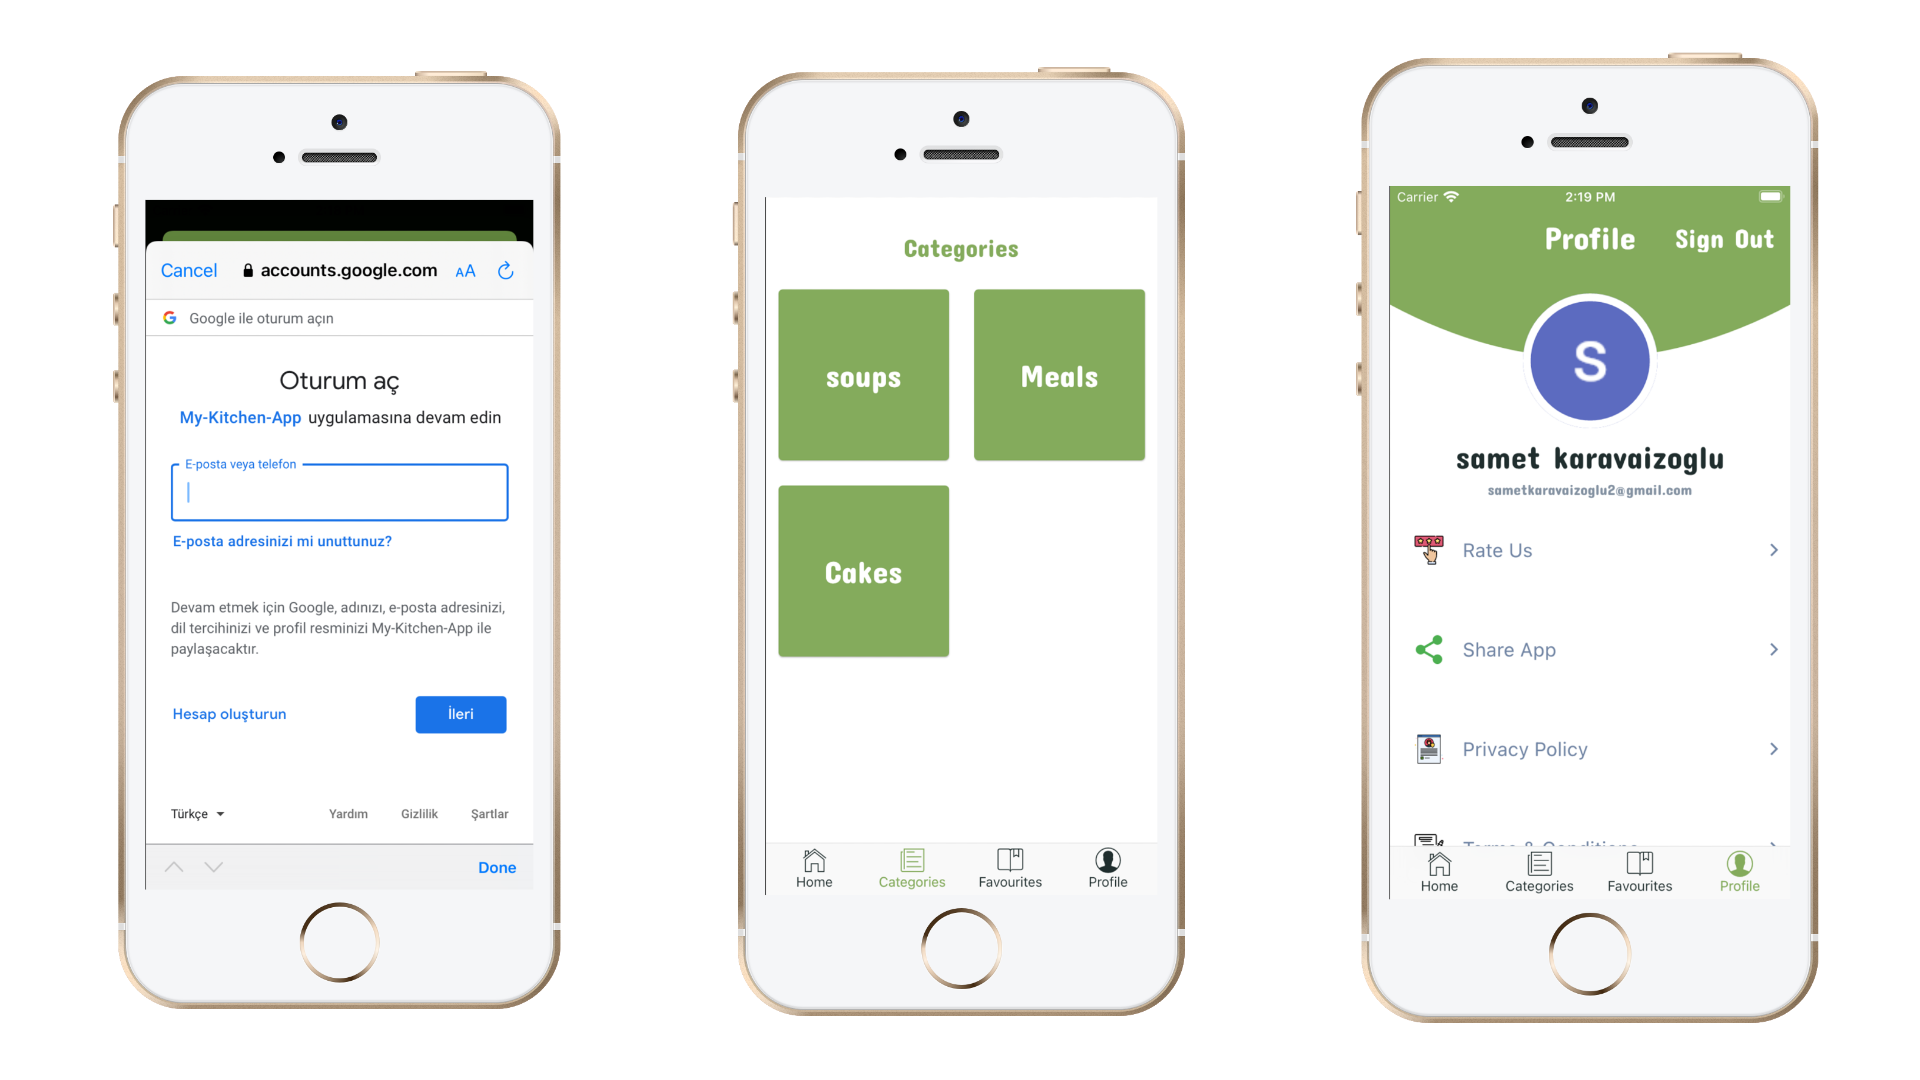 Cancel
accounts.google.com
AA
Google ile oturum açın
Oturum aç
My-Kitchen-App uygulamasına devam edin
E-posta veya telefon
E-posta adresinizi mi unuttunuz?
Devam etmek için Google, adınızı, e-posta adresinizi,
dil tercihinizi ve profil resminizi My-Kitchen-App ile
paylaşacaktır.
Hesap oluşturun
İleri
Türkçe
Yardım
Gizlilik
Şartlar
Done
Categories
soups
Meals
Cakes
Home
Categories
Favourites
Profile
Carrier
2:19 PM
Profile
Sign Out
S
samet karavaizoglu
sametkaravaizoglu2@gmail.com
Rate Us
Share App
Privacy Policy
Terms & Conditions
Home
Categories
Favourites
Profile